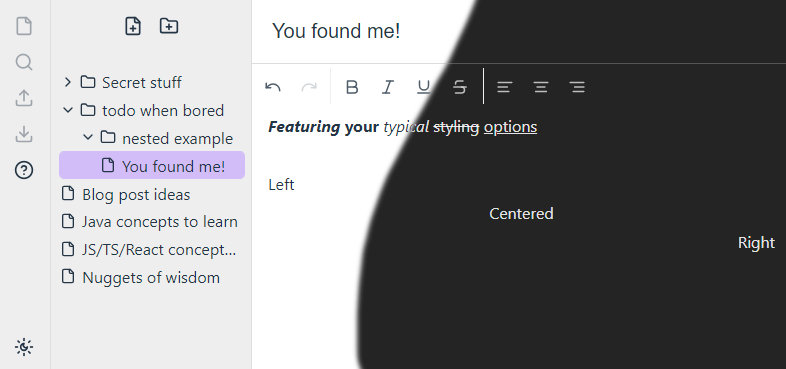 Secret stuff
todo when bored
nested example
You found me!
Blog post ideas
Java concepts to learn
JS/TS/React concept...
Nuggets of wisdom
You found me!
B I U S
Featuring your typical styling options
Left
Centered
Right